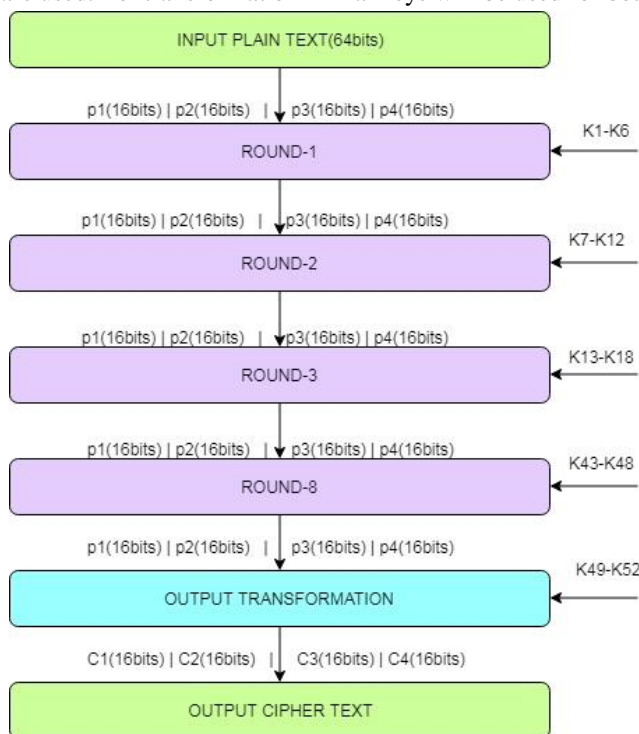 INPUT PLAIN TEXT(64bits)
p1(16bits) | p2(16bits) | p3(16bits) | p4(16bits)
K1-K6
ROUND-1
p1(16bits) | p2(16bits) | p3(16bits) | p4(16bits)
K7-K12
ROUND-2
p1(16bits) | p2(16bits) | p3(16bits) | p4(16bits)
K13-K18
ROUND-3
p1(16bits) | p2(16bits) | p3(16bits) | p4(16bits)
K43-K48
ROUND-8
p1(16bits) | p2(16bits) | p3(16bits) | p4(16bits)
K49-K52
OUTPUT TRANSFORMATION
C1(16bits) | C2(16bits) | C3(16bits) | C4(16bits)
OUTPUT CIPHER TEXT